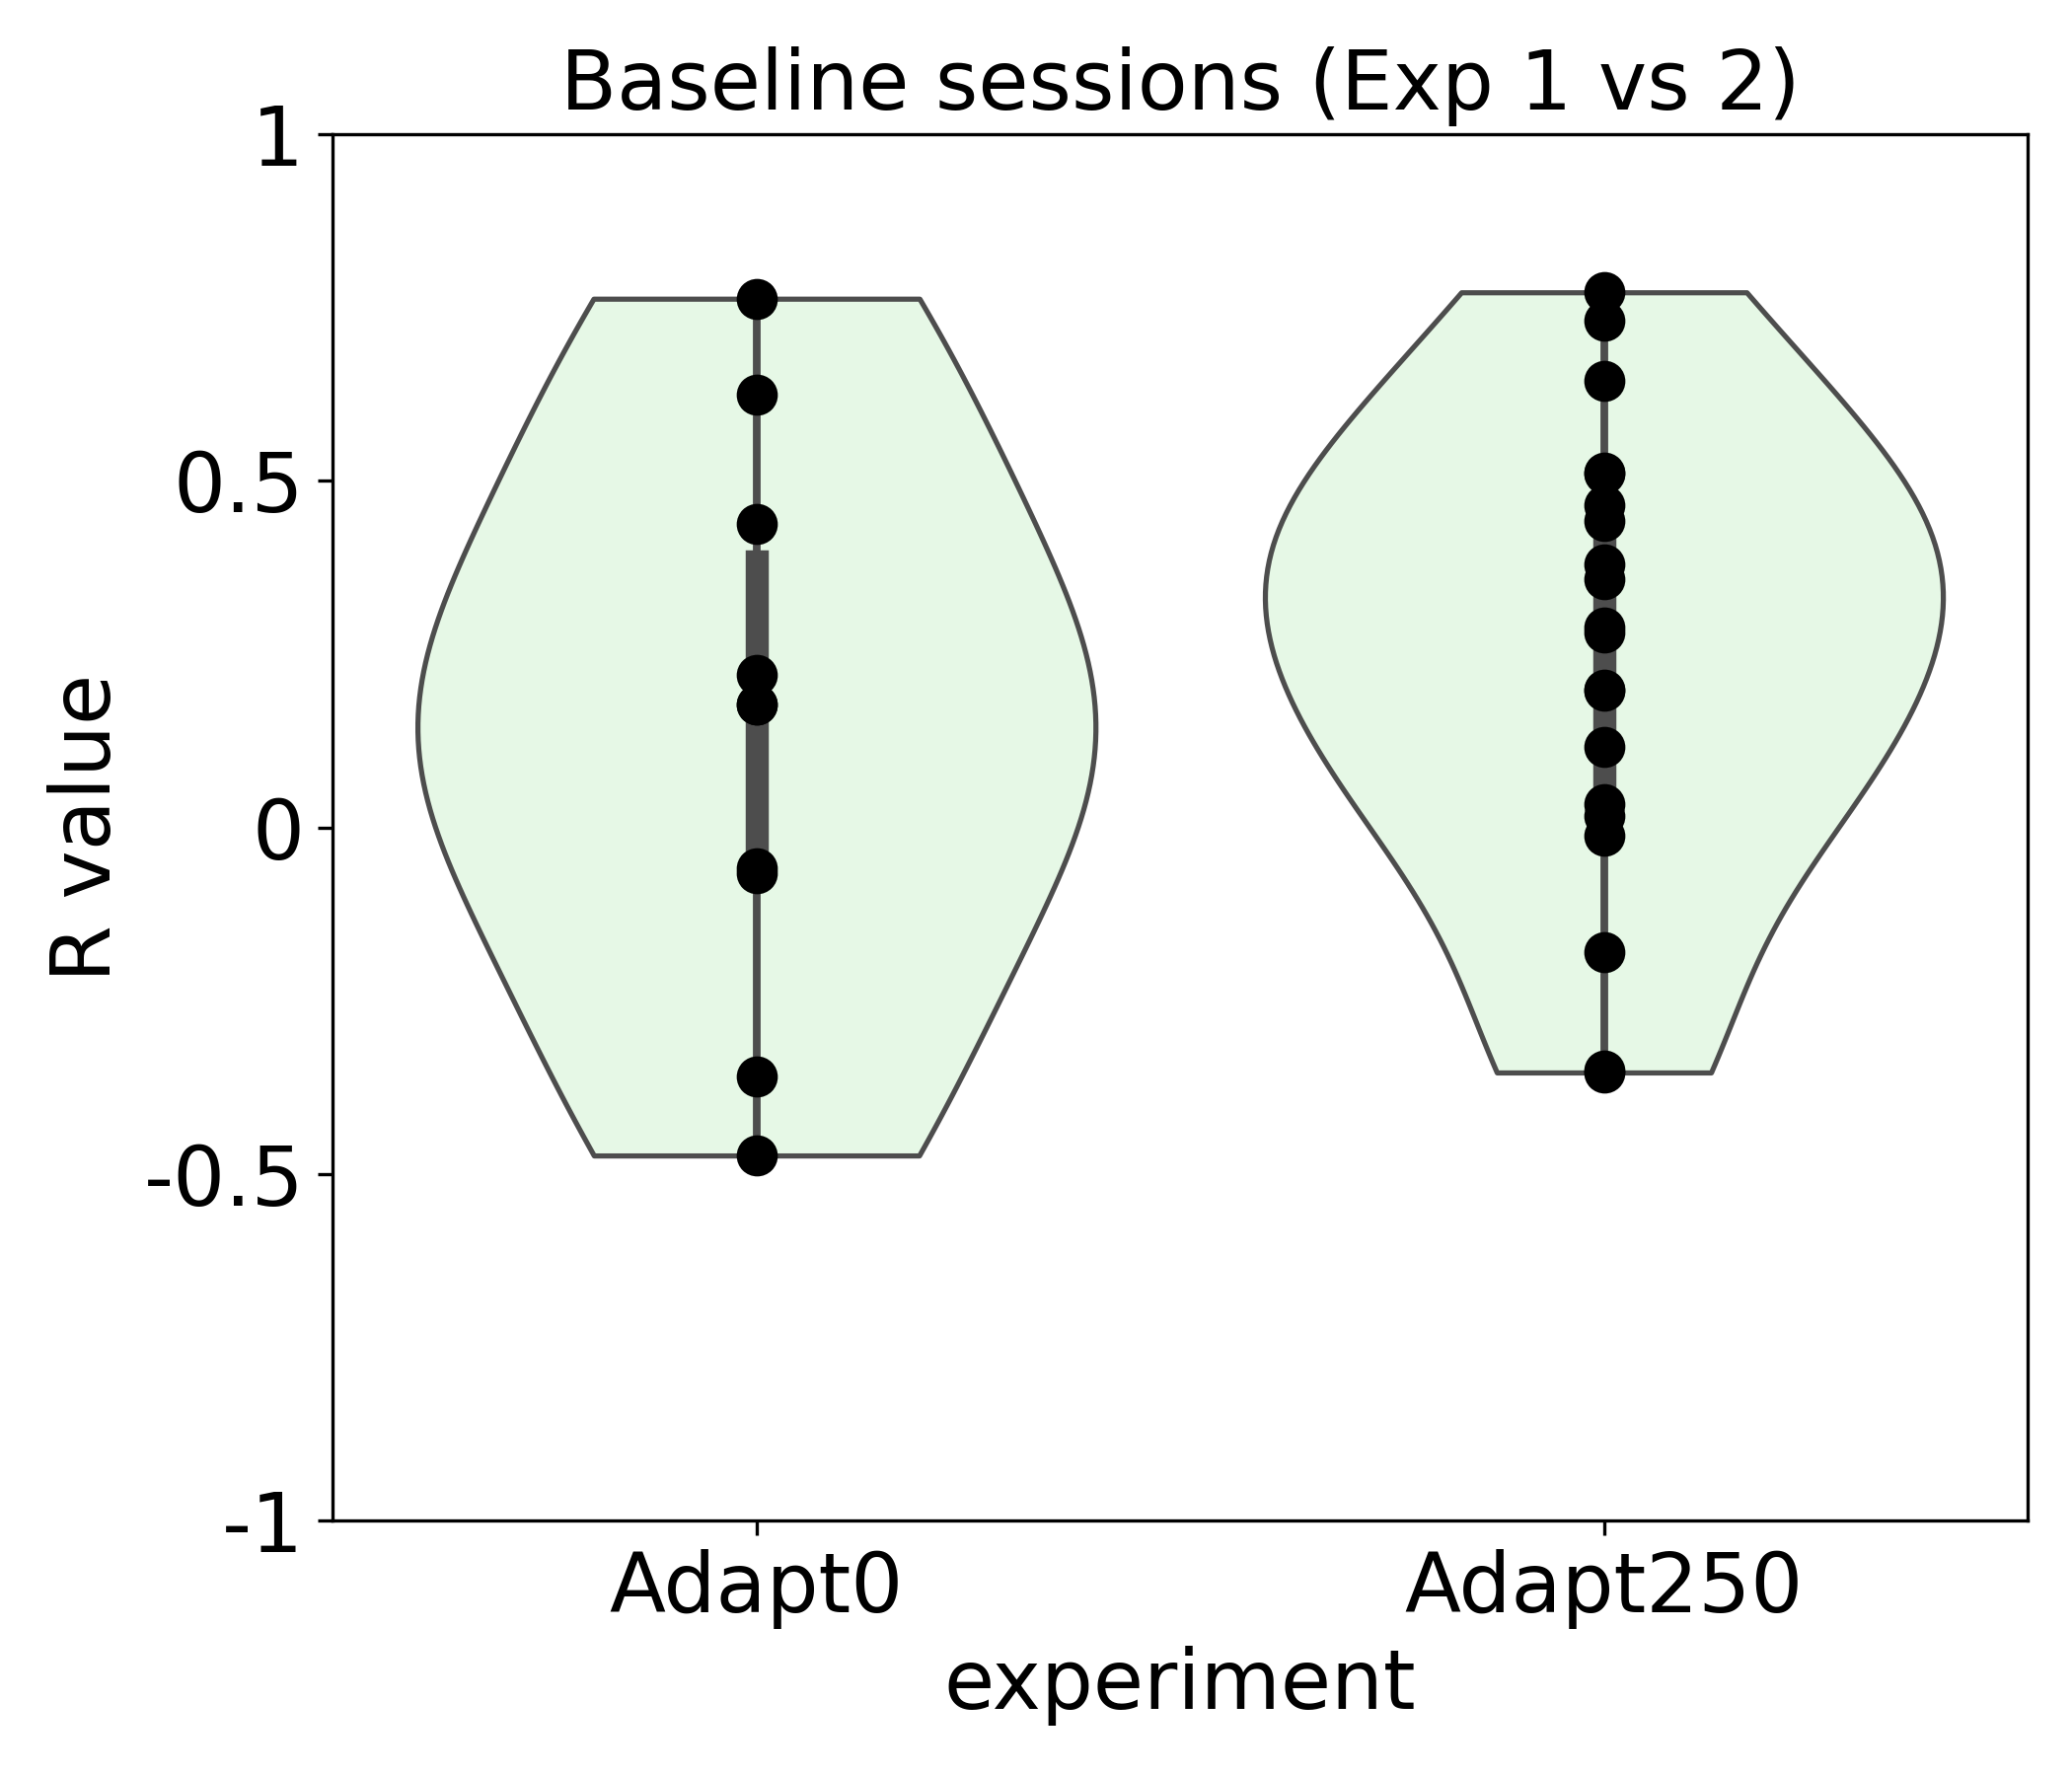 Baseline sessions (Exp 1 vs 2)
1
0.5
0
-0.5
-1
R value
Adapt0
Adapt250
experiment